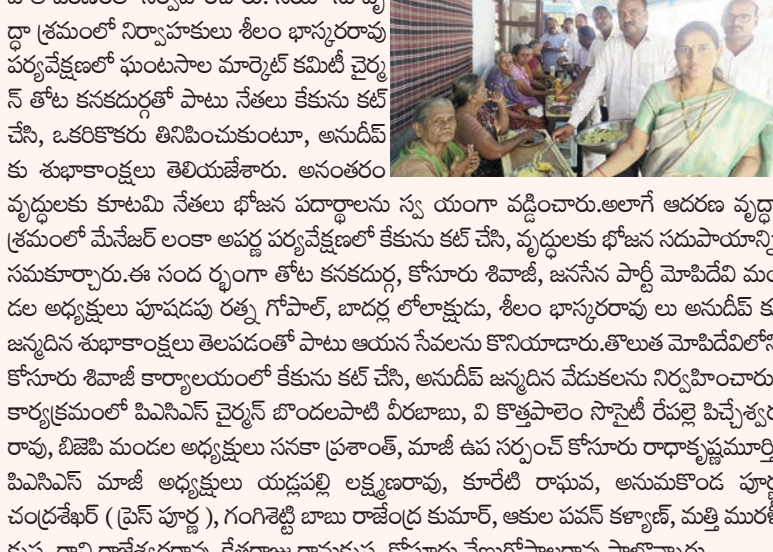 ద్ధా శ్రమంలో నిర్వాహకులు శీలం భాస్కరరావు
పర్యవేక్షణలో ఘంటసాల మార్కెట్ కమిటీ చైర్మ
న్ తోట కనకదుర్గతో పాటు నేతలు కేకును కట్
చేసి, ఒకరికొకరు తినిపించుకుంటూ, అనుదీప్
కు శుభాకాంక్షలు తెలియజేశారు. అనంతరం
వృద్ధులకు కూటమి నేతలు భోజన పదార్థాలను స్వ యంగా వడ్డించారు.అలాగే ఆదరణ వృద్ధా
శ్రమంలో మేనేజర్ లంకా అపర్ణ పర్యవేక్షణలో కేకును కట్ చేసి, వృద్ధులకు భోజన సదుపాయాన్ని
సమకూర్చారు.ఈ సంద ర్భంగా తోట కనకదుర్గ, కోసూరు శివాజీ, జనసేన పార్టీ మోపిదేవి మం
డల అధ్యక్షులు పూషడపు రత్న గోపాల్, బాదర్ల లోలాక్షుడు, శీలం భాస్కరరావు లు అనుదీప్ కు
జన్మదిన శుభాకాంక్షలు తెలపడంతో పాటు ఆయన సేవలను కొనియాడారు.తొలుత మోపిదేవిలోని
కోసూరు శివాజీ కార్యాలయంలో కేకును కట్ చేసి, అనుదీప్ జన్మదిన వేడుకలను నిర్వహించారు
కార్యక్రమంలో పిఎసిఎస్ చైర్మన్ బొందలపాటి వీరబాబు, వి కొత్తపాలెం సొసైటీ రేపల్లె పిచ్చేశ్వర
రావు, బిజెపి మండల అధ్యక్షులు సనకా ప్రశాంత్, మాజీ ఉప సర్పంచ్ కోసూరు రాధాకృష్ణమూర్తి
పిఎసిఎస్ మాజీ అధ్యక్షులు యడ్లపల్లి లక్ష్మణరావు, కూరేటి రాఘవ, అనుమకొండ పూర్ణ
చంద్రశేఖర్ (ప్రెస్ పూర్ణ ), గంగిశెట్టి బాబు రాజేంద్ర కుమార్, ఆకుల పవన్ కళ్యాణ్, మత్తి మురళీ